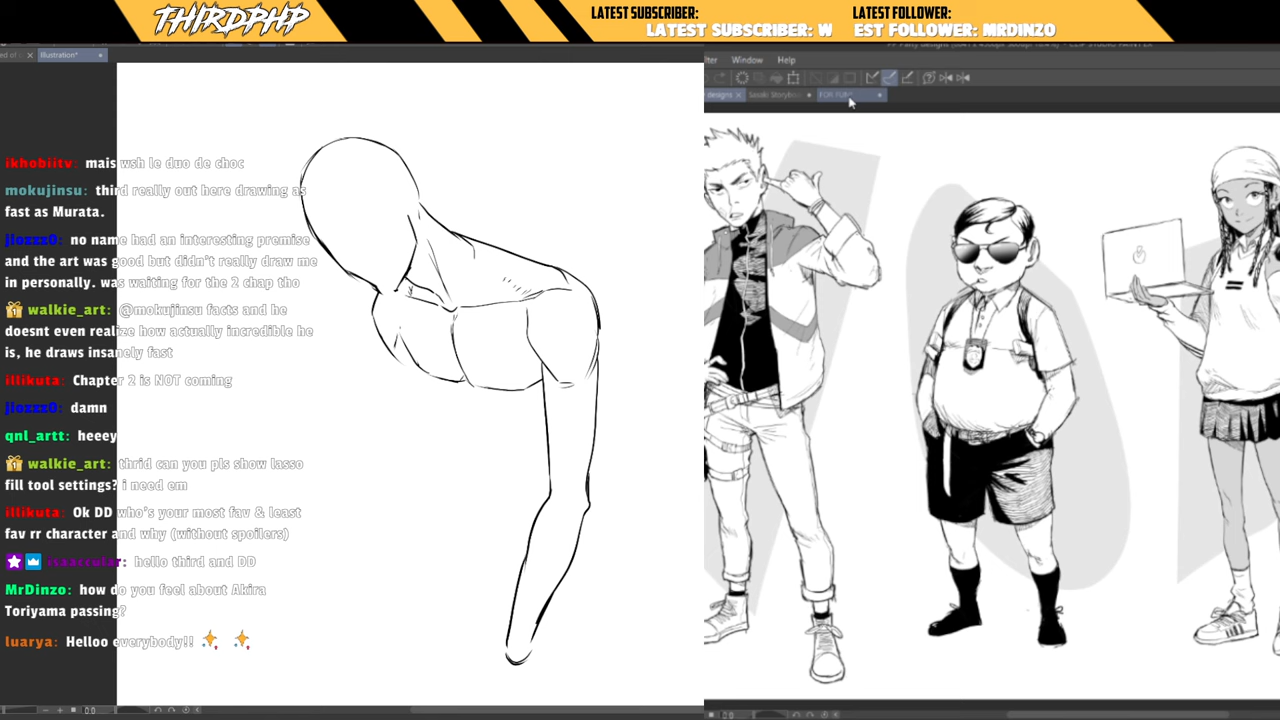 THIRDPHP
LATEST SUBSCRIBER:
LATEST SUBSCRIBER: W
LATEST FOLLOWER:
EST FOLLOWER: MRDINZO
Illustration*
Window Help
designs
Sasaki Storybo
FOR FUN
ikhobiitv: mais wsh le duo de choc
mokujinsu: third really out here drawing as
fast as Murata.
no name had an interesting premise
and the art was good but didn't really draw me
in personally. was waiting for the 2 chap tho
walkie_art: @mokujinsu facts and he
doesnt even realize how actually incredible he
is, he draws insanely fast
illikuta: Chapter 2 is NOT coming
damn
qnl_artt: heeey
walkie_art: thrid can you pls show lasso
fill tool settings? i need em
illikuta: Ok DD who's your most fav & least
fav rr character and why (without spoilers)
isaaccular: hello third and DD
MrDinzo: how do you feel about Akira
Toriyama passing?
luarya: Helloo everybody!!